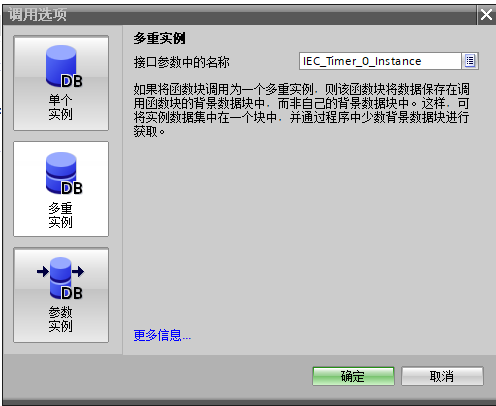 调用选项
DB
单个
实例
DB
多重
实例
DB
参数
实例
多重实例
接口参数中的名称
IEC_Timer_0_Instance
如果将函数块调用为一个多重实例，则该函数块将数据保存在调
用函数块的背景数据块中，而非自己的背景数据块中。这样，可
将实例数据集中在一个块中，并通过程序中少数背景数据块进行
获取。
更多信息...
确定
取消